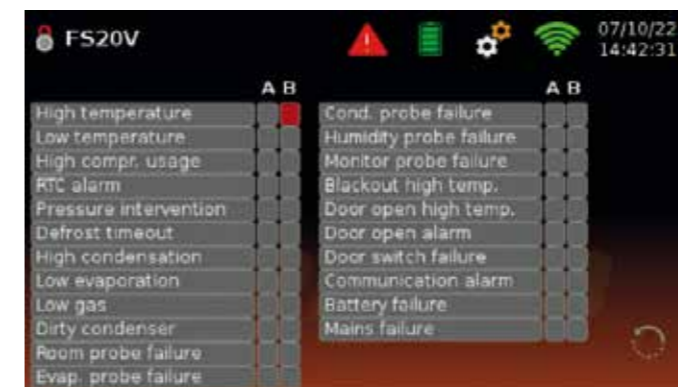 FS20V
07/10/22
14:42:31
A B
High temperature
Low temperature
High compr. usage
RTC alarm
Pressure intervention
Defrost timeout
High condensation
Low evaporation
Low gas
Dirty condenser
Room probe failure
Evap. probe failure
A B
Cond. probe failure
Humidity probe failure
Monitor probe failure
Blackout high temp.
Door open high temp.
Door open alarm
Door switch failure
Communication alarm
Battery failure
Mains failure